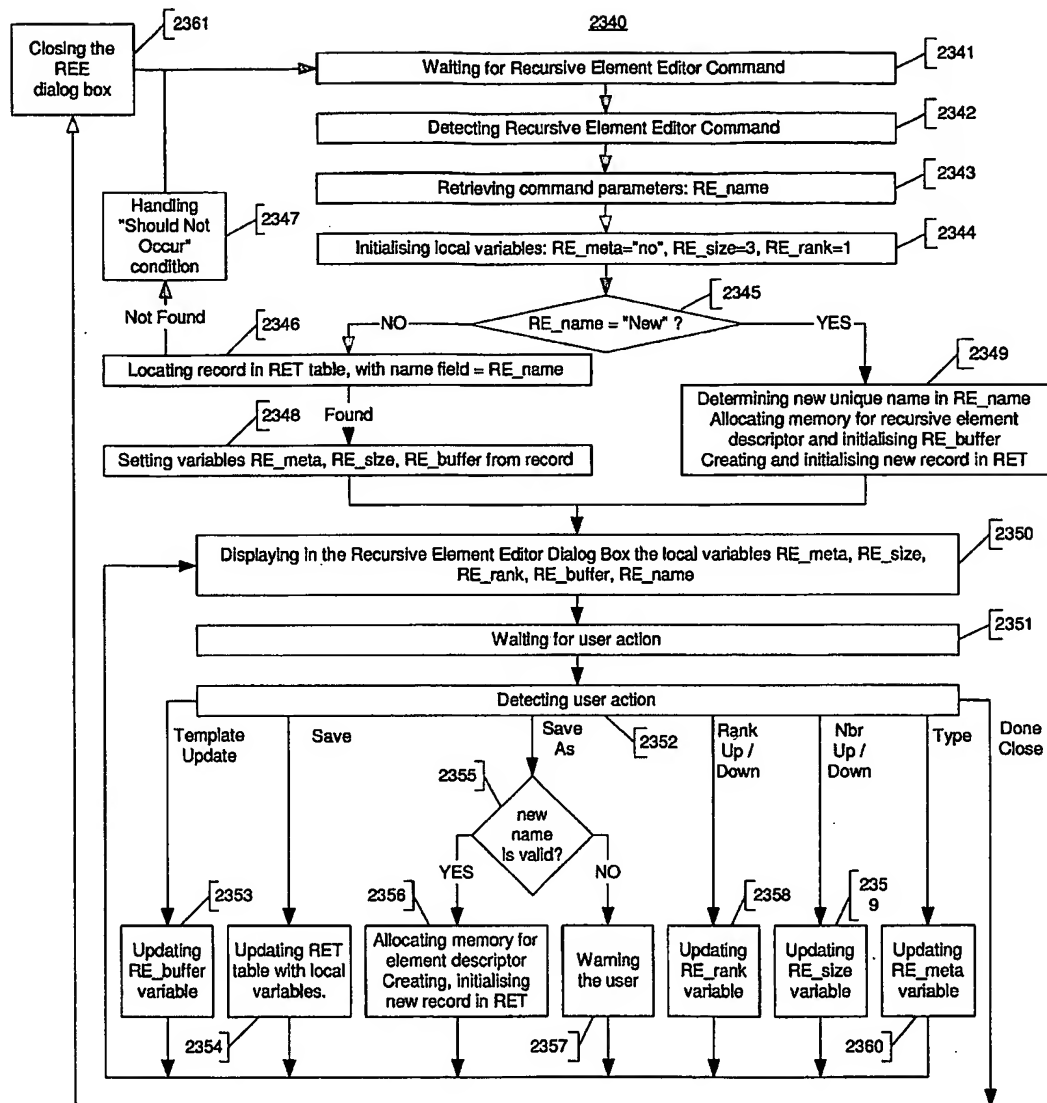 2340
2361
Closing the
REE
dialog box
2341
Waiting for Recursive Element Editor Command
2342
Detecting Recursive Element Editor Command
2343
Retrieving command parameters: RE_name
Handling
"Should Not
Occur"
condition
2347
2344
Initialising local variables: RE_meta="no", RE_size=3, RE_rank=1
2345
RE_name = "New" ?
NO
YES
Not Found
2346
Locating record in RET table, with name field = RE_name
2349
Determining new unique name in RE_name
Allocating memory for recursive element
descriptor and initialising RE_buffer
Creating and initialising new record in RET
Found
2348
Setting variables RE_meta, RE_size, RE_buffer from record
2350
Displaying in the Recursive Element Editor Dialog Box the local variables RE_meta, RE_size,
RE_rank, RE_buffer, RE_name
2351
Waiting for user action
Detecting user action
2352
Template
Update
Save
Save
As
Rank
Up /
Down
Nbr
Up /
Down
Type
Done
Close
2355
new
name
is valid?
YES
NO
2353
Updating
RE_buffer
variable
2354
Updating RET
table with local
variables.
2356
Allocating memory for
element descriptor
Creating, initialising
new record in RET
2357
Warning
the user
2358
Updating
RE_rank
variable
235
9
Updating
RE_size
variable
2360
Updating
RE_meta
variable